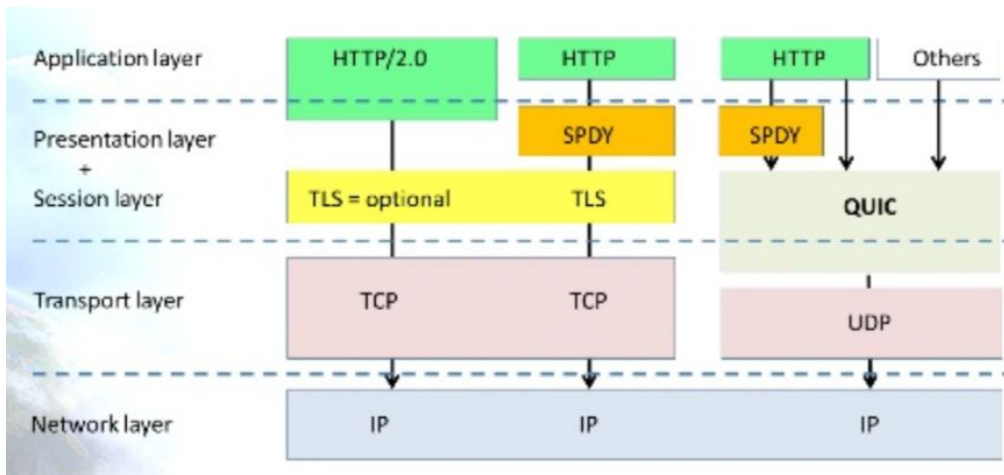 Application layer
HTTP/2.0
HTTP
HTTP
Others
Presentation layer
+
Session layer
SPDY
SPDY
TLS = optional
TLS
QUIC
Transport layer
TCP
TCP
UDP
Network layer
IP
IP
IP